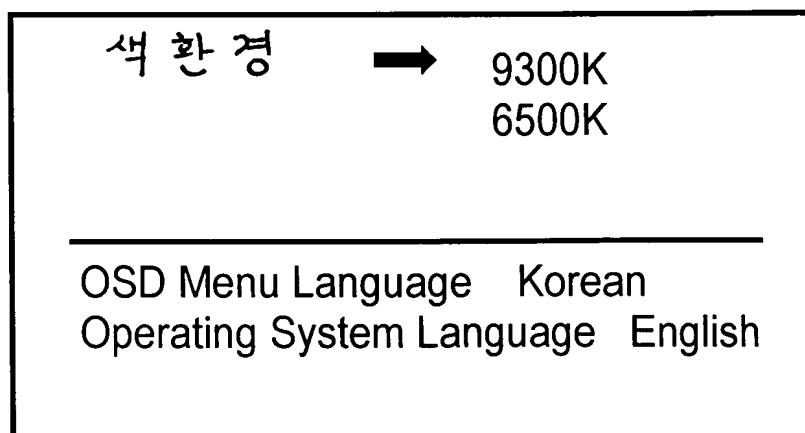 색환경 ➡ 9300K
6500K
OSD Menu Language Korean
Operating System Language English